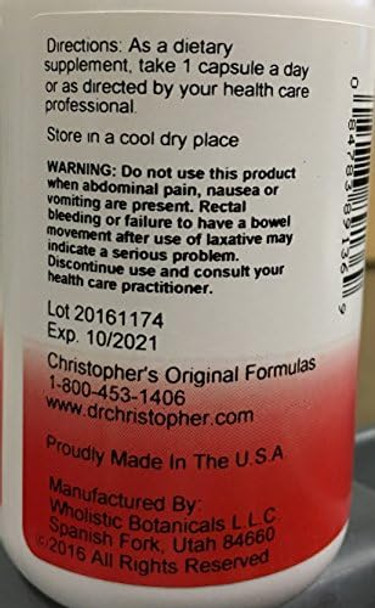 Directions: As a dietary
supplement, take 1 capsule a day
or as directed by your health care
professional.
Store in a cool dry place
WARNING: Do not use this product
when abdominal pain, nausea or
vomiting are present. Rectal
bleeding or failure to have a bowel
movement after use of laxative may
indicate a serious problem.
Discontinue use and consult your
health care practitioner.
Lot 20161174
Exp. 10/2021
Christopher's Original Formulas
1-800-453-1406
www.drchristopher.com
Proudly Made In The U.S.A
Manufactured By:
Wholistic Botanicals L.L.C
Spanish Fork, Utah 84660
©2016 All Rights Reserved
0 84783 89136 9